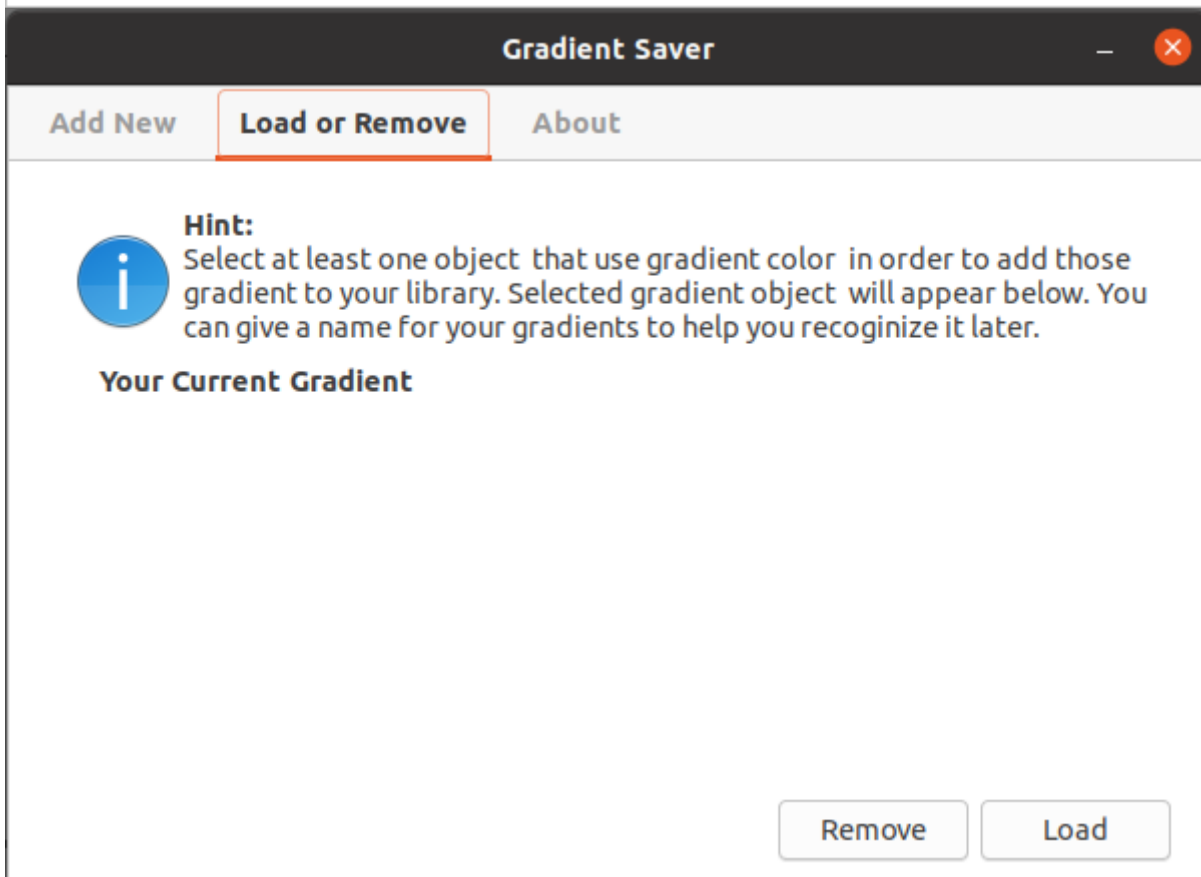 Gradient Saver
Add New Load or Remove About
Hint:
Select at least one object that use gradient color in order to add those
gradient to your library. Selected gradient object will appear below. You
can give a name for your gradients to help you recoginize it later.
Your Current Gradient
Remove Load